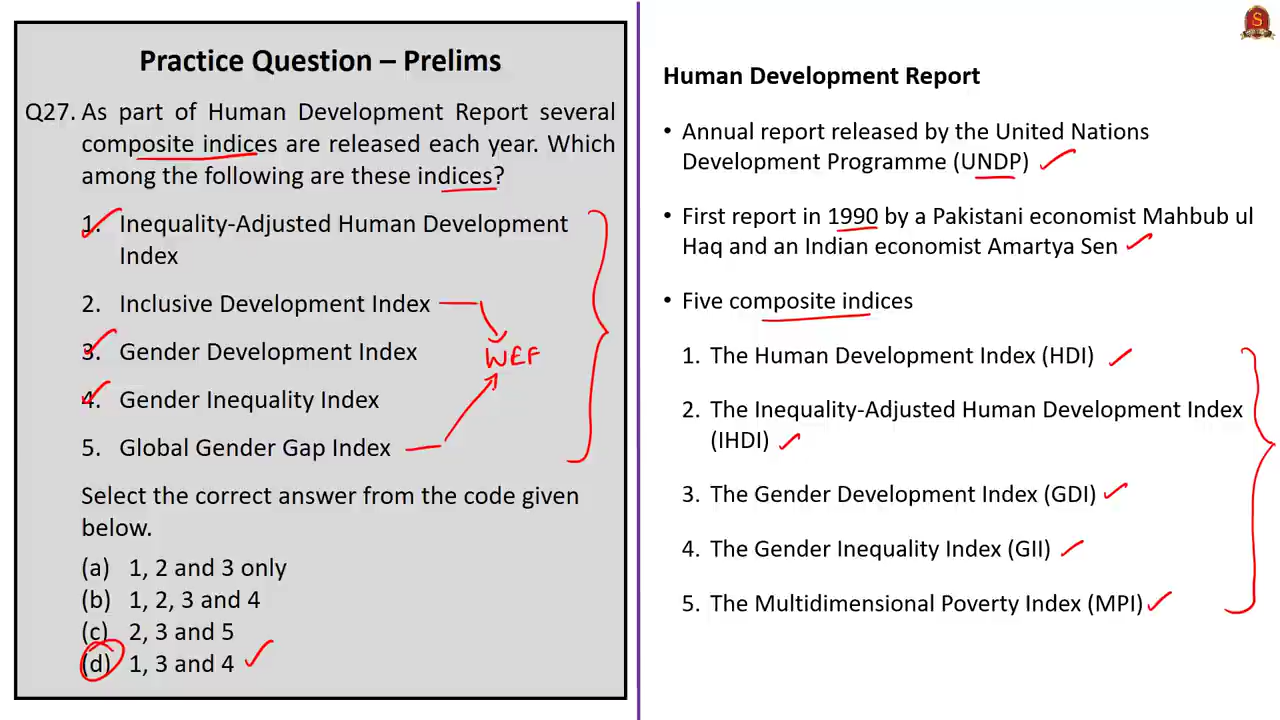 Practice Question – Prelims
Q27. As part of Human Development Report several
composite indices are released each year. Which
among the following are these indices?
1. Inequality-Adjusted Human Development
Index
2. Inclusive Development Index
3. Gender Development Index
WEF
4. Gender Inequality Index
5. Global Gender Gap Index
Select the correct answer from the code given
below.
(a) 1, 2 and 3 only
(b) 1, 2, 3 and 4
(c) 2, 3 and 5
(d) 1, 3 and 4
S
Human Development Report
• Annual report released by the United Nations
Development Programme (UNDP)
• First report in 1990 by a Pakistani economist Mahbub ul
Haq and an Indian economist Amartya Sen
• Five composite indices
1. The Human Development Index (HDI)
2. The Inequality-Adjusted Human Development Index
(IHDI)
3. The Gender Development Index (GDI)
4. The Gender Inequality Index (GII)
5. The Multidimensional Poverty Index (MPI)